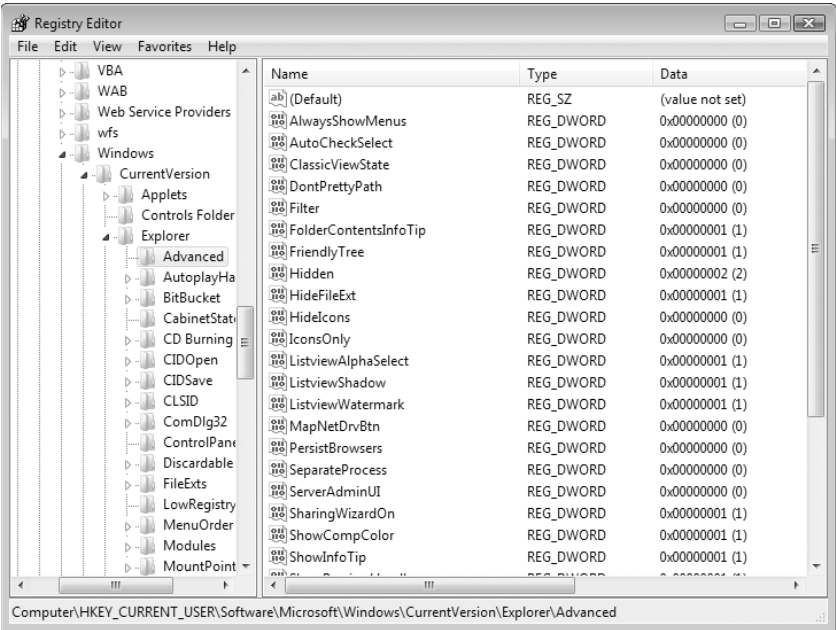 Registry Editor
File Edit View Favorites Help
VBA
WAB
Web Service Providers
wfs
Windows
CurrentVersion
Applets
Controls Folder
Explorer
Advanced
AutoplayHa
BitBucket
CabinetStat
CD Burning
CIDOpen
CIDSave
CLSID
ComDlg32
ControlPane
Discardable
FileExts
LowRegistry
MenuOrder
Modules
MountPoint
Name Type Data
(Default) REG_SZ (value not set)
AlwaysShowMenus REG_DWORD 0x00000000 (0)
AutoCheckSelect REG_DWORD 0x00000000 (0)
ClassicViewState REG_DWORD 0x00000000 (0)
DontPrettyPath REG_DWORD 0x00000000 (0)
Filter REG_DWORD 0x00000000 (0)
FolderContentsInfoTip REG_DWORD 0x00000001 (1)
FriendlyTree REG_DWORD 0x00000001 (1)
Hidden REG_DWORD 0x00000002 (2)
HideFileExt REG_DWORD 0x00000001 (1)
HideIcons REG_DWORD 0x00000000 (0)
IconsOnly REG_DWORD 0x00000000 (0)
ListviewAlphaSelect REG_DWORD 0x00000001 (1)
ListviewShadow REG_DWORD 0x00000001 (1)
ListviewWatermark REG_DWORD 0x00000001 (1)
MapNetDrvBtn REG_DWORD 0x00000000 (0)
PersistBrowsers REG_DWORD 0x00000000 (0)
SeparateProcess REG_DWORD 0x00000000 (0)
ServerAdminUI REG_DWORD 0x00000000 (0)
SharingWizardOn REG_DWORD 0x00000001 (1)
ShowCompColor REG_DWORD 0x00000001 (1)
ShowInfoTip REG_DWORD 0x00000001 (1)
Computer\HKEY_CURRENT_USER\Software\Microsoft\Windows\CurrentVersion\Explorer\Advanced